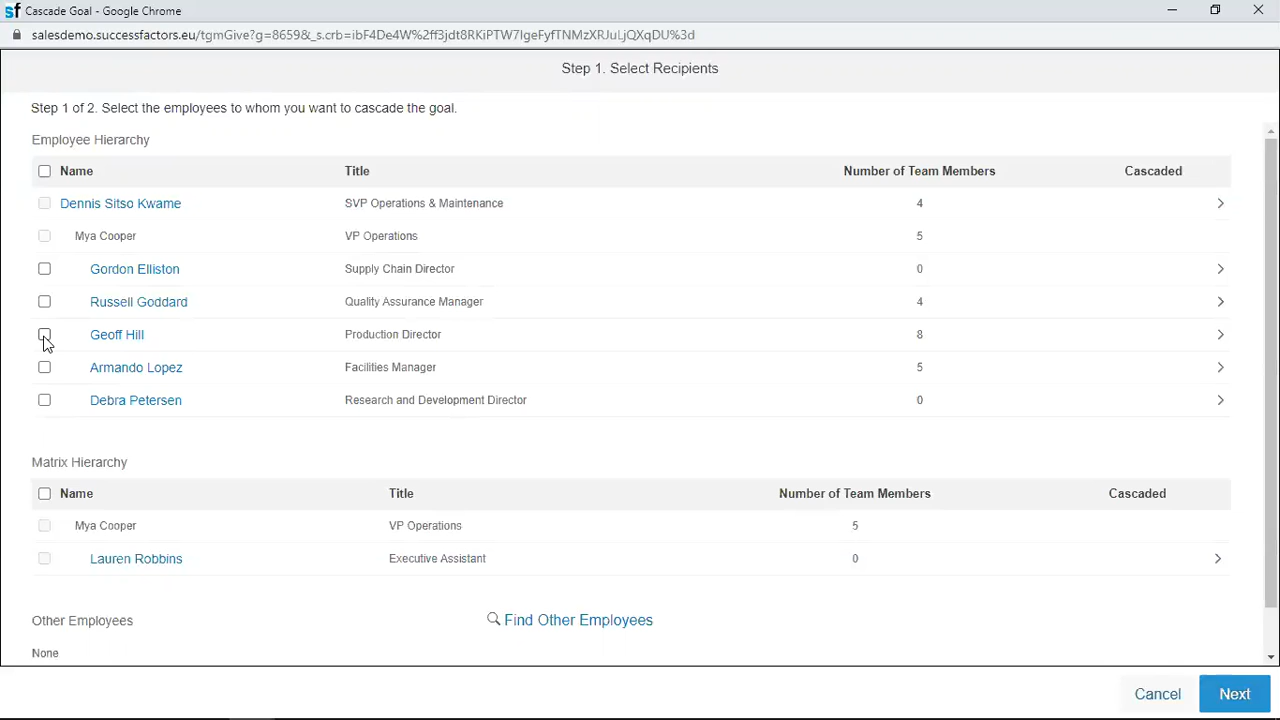 sf Cascade Goal - Google Chrome
salesdemo.successfactors.eu/tgmGive?g=8659&_s.crb=ibF4De4W%2ff3jdt8RKiPTW7IgeFyfTNMzXRJuLjQXqDU%3d
Step 1. Select Recipients
Step 1 of 2. Select the employees to whom you want to cascade the goal.
Employee Hierarchy
Name Title Number of Team Members Cascaded
Dennis Sitso Kwame SVP Operations & Maintenance 4
Mya Cooper VP Operations 5
Gordon Elliston Supply Chain Director 0
Russell Goddard Quality Assurance Manager 4
Geoff Hill Production Director 8
Armando Lopez Facilities Manager 5
Debra Petersen Research and Development Director 0
Matrix Hierarchy
Name Title Number of Team Members Cascaded
Mya Cooper VP Operations 5
Lauren Robbins Executive Assistant 0
Other Employees Find Other Employees
None
Cancel Next